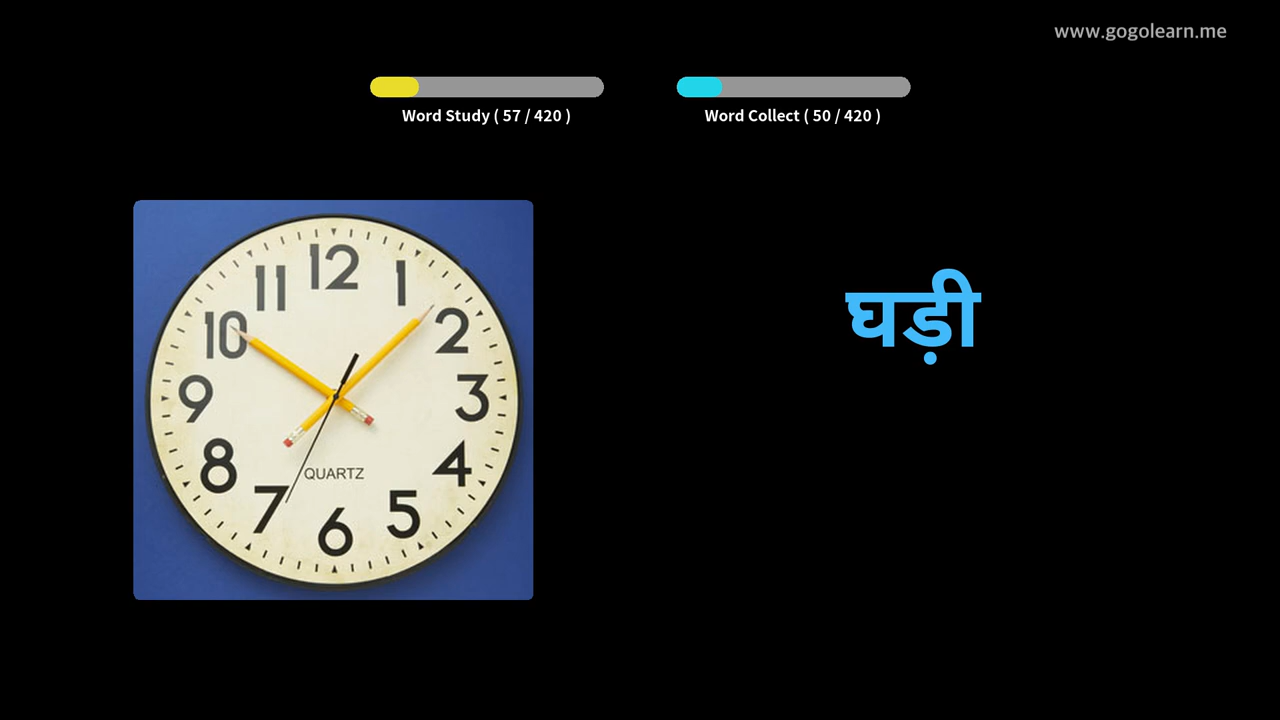 www.gogolearn.me
Word Study ( 57 / 420 )
Word Collect ( 50 / 420 )
12
11
1
10
2
9
3
8
4
QUARTZ
7
5
6
घड़ी